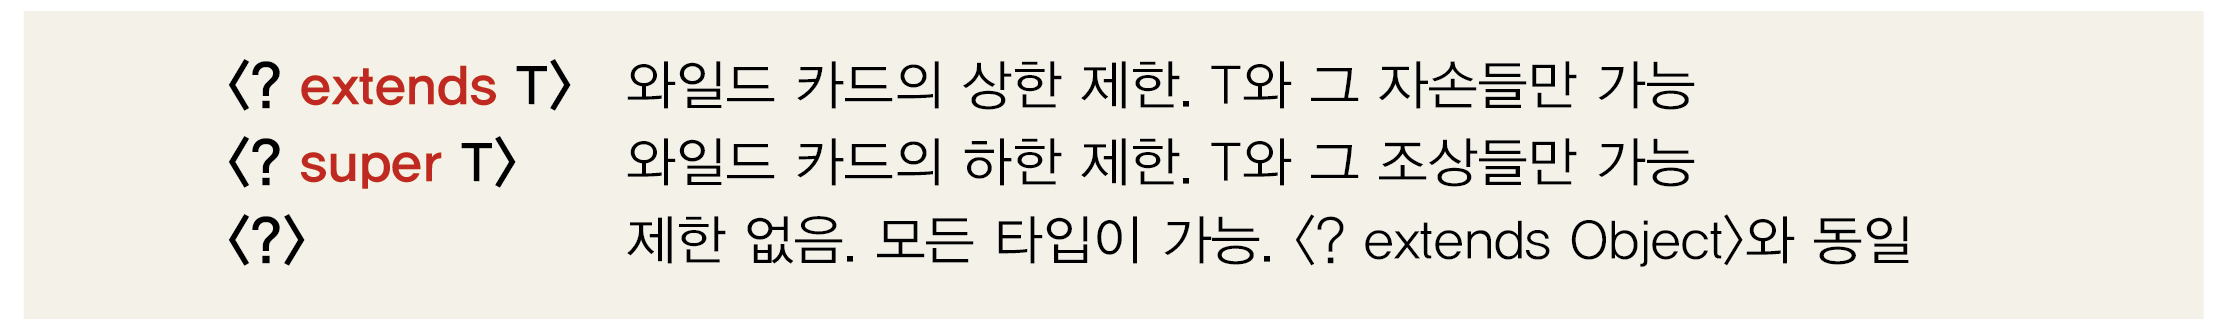 〈? extends T〉 와일드 카드의 상한 제한. T와 그 자손들만 가능
〈? super T〉 와일드 카드의 하한 제한. T와 그 조상들만 가능
〈?〉 제한 없음. 모든 타입이 가능. 〈? extends Object〉와 동일